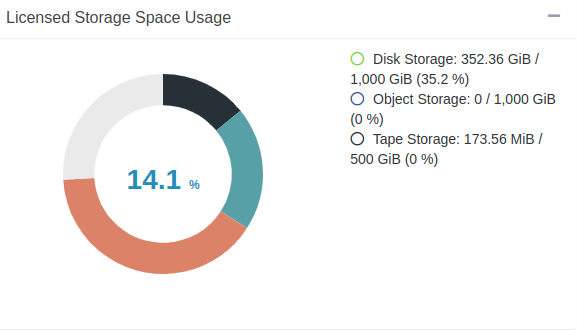 Licensed Storage Space Usage
14.1 %
Disk Storage: 352.36 GiB /
1,000 GiB (35.2 %)
Object Storage: 0 / 1,000 GiB
(0 %)
Tape Storage: 173.56 MiB /
500 GiB (0 %)